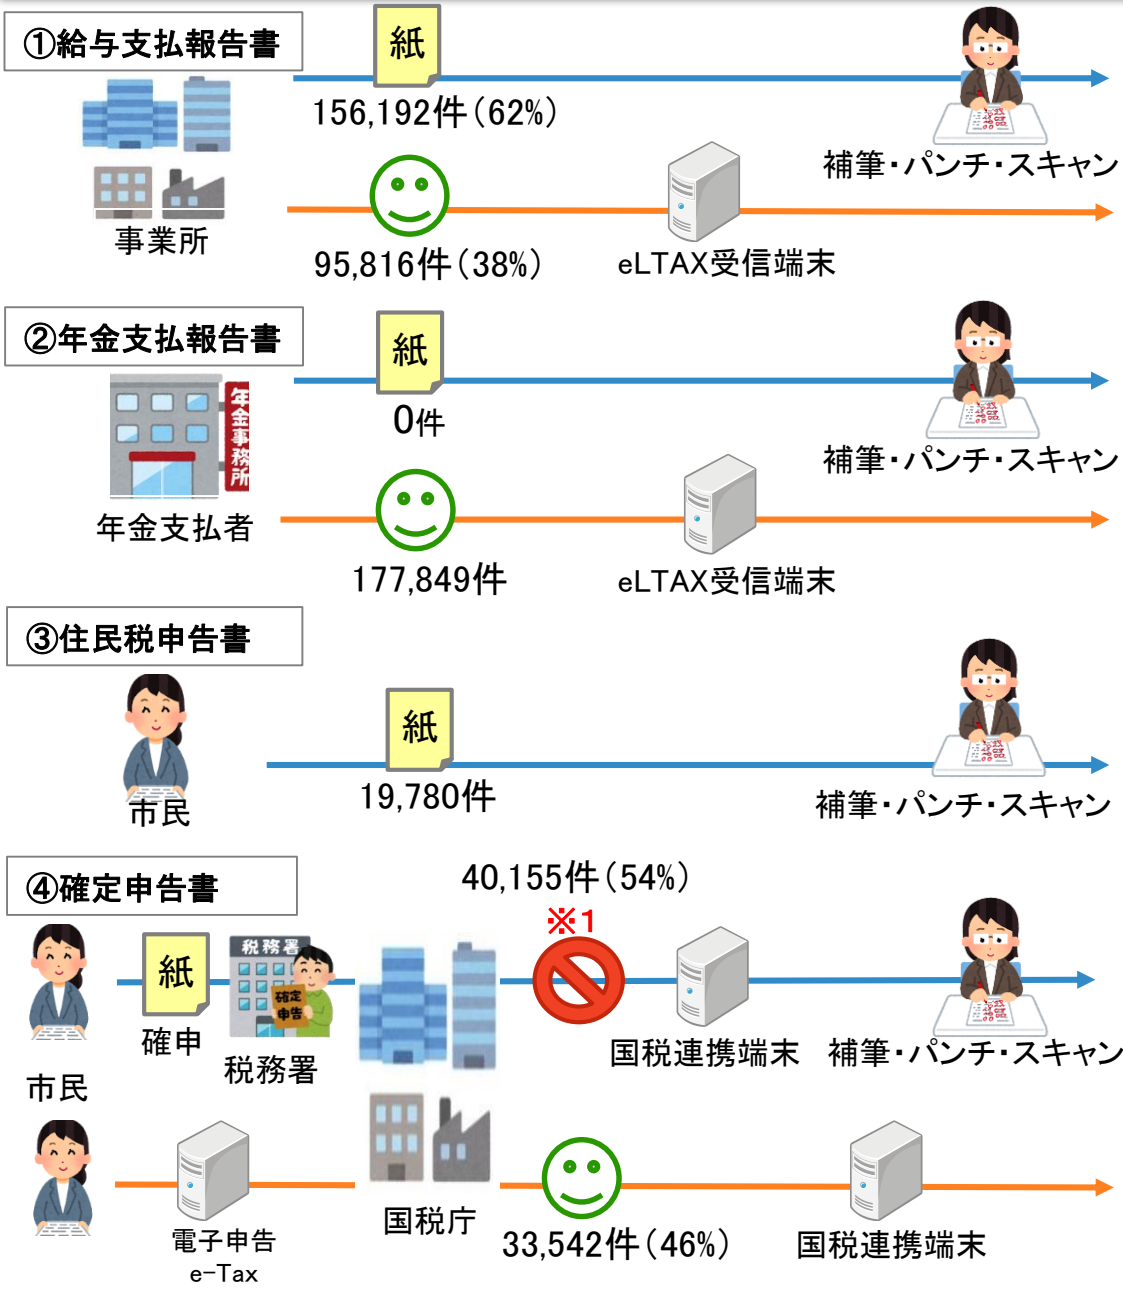 ①給与支払報告書
紙
156,192件(62%)
補筆・パンチ・スキャン
事業所
95,816件(38%)
eLTAX受信端末
②年金支払報告書
紙
0件
年金事務所
補筆・パンチ・スキャン
年金支払者
177,849件
eLTAX受信端末
③住民税申告書
紙
市民
19,780件
補筆・パンチ・スキャン
④確定申告書
40,155件(54%)
※1
紙
税務署
確定
申告
確申
税務署
国税連携端末
補筆・パンチ・スキャン
市民
国税庁
電子申告
e-Tax
33,542件(46%)
国税連携端末